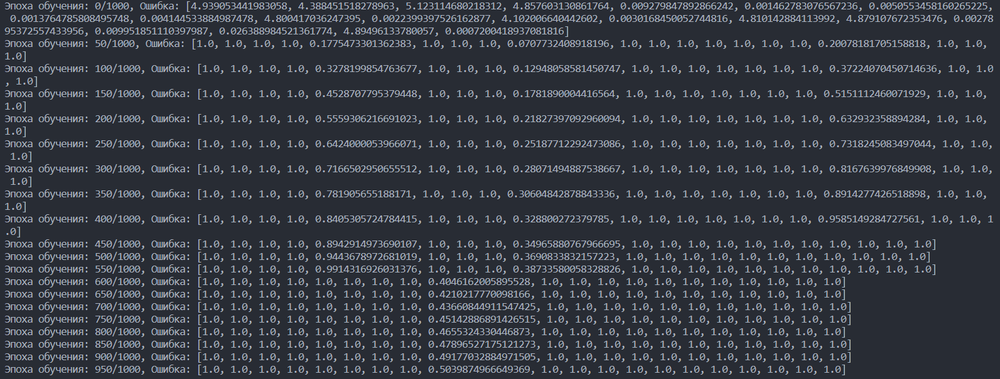 Эпоха обучения: 0/1000, Ошибка: [4.939053441983058, 4.388451518278963, 5.123114680218312, 4.857603130861764, 0.009279847892866242, 0.001462783076567236, 0.0050553458160265225,
0.0013764785808495748, 0.004144533884987478, 4.800417036247395, 0.0022399397526162877, 4.102006640442602, 0.0030168450052744816, 4.810142884113992, 4.879107672353476, 0.00278
95372557433956, 0.009951851110397987, 0.026388984521361774, 4.89496133780057, 0.0007200418937081816]
Эпоха обучения: 50/1000, Ошибка: [1.0, 1.0, 1.0, 1.0, 0.1775473301362383, 1.0, 1.0, 1.0, 0.0707732408918196, 1.0, 1.0, 1.0, 1.0, 1.0, 1.0, 1.0, 0.20078181705158818, 1.0, 1.0,
1.0]
Эпоха обучения: 100/1000, Ошибка: [1.0, 1.0, 1.0, 1.0, 0.3278199854763677, 1.0, 1.0, 1.0, 0.12948058581450747, 1.0, 1.0, 1.0, 1.0, 1.0, 1.0, 1.0, 0.37224070450714636, 1.0, 1.0
, 1.0]
Эпоха обучения: 150/1000, Ошибка: [1.0, 1.0, 1.0, 1.0, 0.4528707795379448, 1.0, 1.0, 1.0, 0.1781890004416564, 1.0, 1.0, 1.0, 1.0, 1.0, 1.0, 1.0, 0.5151112460071929, 1.0, 1.0,
1.0]
Эпоха обучения: 200/1000, Ошибка: [1.0, 1.0, 1.0, 1.0, 0.5559306216691023, 1.0, 1.0, 1.0, 0.21827397092960094, 1.0, 1.0, 1.0, 1.0, 1.0, 1.0, 1.0, 0.632932358894284, 1.0, 1.0,
1.0]
Эпоха обучения: 250/1000, Ошибка: [1.0, 1.0, 1.0, 1.0, 0.6424000053966071, 1.0, 1.0, 1.0, 0.25187712292473086, 1.0, 1.0, 1.0, 1.0, 1.0, 1.0, 1.0, 0.7318245083497044, 1.0, 1.0,
1.0]
Эпоха обучения: 300/1000, Ошибка: [1.0, 1.0, 1.0, 1.0, 0.7166502950655512, 1.0, 1.0, 1.0, 0.28071494887538667, 1.0, 1.0, 1.0, 1.0, 1.0, 1.0, 1.0, 0.8167639976849908, 1.0, 1.0,
1.0]
Эпоха обучения: 350/1000, Ошибка: [1.0, 1.0, 1.0, 1.0, 0.781905655188171, 1.0, 1.0, 1.0, 0.30604842878843336, 1.0, 1.0, 1.0, 1.0, 1.0, 1.0, 1.0, 0.8914277426518898, 1.0, 1.0,
1.0]
Эпоха обучения: 400/1000, Ошибка: [1.0, 1.0, 1.0, 1.0, 0.8405305724784415, 1.0, 1.0, 1.0, 0.328800272379785, 1.0, 1.0, 1.0, 1.0, 1.0, 1.0, 1.0, 0.9585149284727561, 1.0, 1.0, 1
.0]
Эпоха обучения: 450/1000, Ошибка: [1.0, 1.0, 1.0, 1.0, 0.8942914973690107, 1.0, 1.0, 1.0, 0.34965880767966695, 1.0, 1.0, 1.0, 1.0, 1.0, 1.0, 1.0, 1.0, 1.0, 1.0, 1.0]
Эпоха обучения: 500/1000, Ошибка: [1.0, 1.0, 1.0, 1.0, 0.9443678972681019, 1.0, 1.0, 1.0, 0.3690833832157223, 1.0, 1.0, 1.0, 1.0, 1.0, 1.0, 1.0, 1.0, 1.0, 1.0, 1.0]
Эпоха обучения: 550/1000, Ошибка: [1.0, 1.0, 1.0, 1.0, 0.9914316926031376, 1.0, 1.0, 1.0, 0.38733580058328826, 1.0, 1.0, 1.0, 1.0, 1.0, 1.0, 1.0, 1.0, 1.0, 1.0, 1.0]
Эпоха обучения: 600/1000, Ошибка: [1.0, 1.0, 1.0, 1.0, 1.0, 1.0, 1.0, 1.0, 0.4046162005895528, 1.0, 1.0, 1.0, 1.0, 1.0, 1.0, 1.0, 1.0, 1.0, 1.0, 1.0]
Эпоха обучения: 650/1000, Ошибка: [1.0, 1.0, 1.0, 1.0, 1.0, 1.0, 1.0, 1.0, 0.4210217770098166, 1.0, 1.0, 1.0, 1.0, 1.0, 1.0, 1.0, 1.0, 1.0, 1.0, 1.0]
Эпоха обучения: 700/1000, Ошибка: [1.0, 1.0, 1.0, 1.0, 1.0, 1.0, 1.0, 1.0, 0.43660844911547425, 1.0, 1.0, 1.0, 1.0, 1.0, 1.0, 1.0, 1.0, 1.0, 1.0, 1.0]
Эпоха обучения: 750/1000, Ошибка: [1.0, 1.0, 1.0, 1.0, 1.0, 1.0, 1.0, 1.0, 0.45142886891426515, 1.0, 1.0, 1.0, 1.0, 1.0, 1.0, 1.0, 1.0, 1.0, 1.0, 1.0]
Эпоха обучения: 800/1000, Ошибка: [1.0, 1.0, 1.0, 1.0, 1.0, 1.0, 1.0, 1.0, 0.4655324330446873, 1.0, 1.0, 1.0, 1.0, 1.0, 1.0, 1.0, 1.0, 1.0, 1.0, 1.0]
Эпоха обучения: 850/1000, Ошибка: [1.0, 1.0, 1.0, 1.0, 1.0, 1.0, 1.0, 1.0, 0.47896527175121273, 1.0, 1.0, 1.0, 1.0, 1.0, 1.0, 1.0, 1.0, 1.0, 1.0, 1.0]
Эпоха обучения: 900/1000, Ошибка: [1.0, 1.0, 1.0, 1.0, 1.0, 1.0, 1.0, 1.0, 0.49177032884971505, 1.0, 1.0, 1.0, 1.0, 1.0, 1.0, 1.0, 1.0, 1.0, 1.0, 1.0]
Эпоха обучения: 950/1000, Ошибка: [1.0, 1.0, 1.0, 1.0, 1.0, 1.0, 1.0, 1.0, 0.5039874966649369, 1.0, 1.0, 1.0, 1.0, 1.0, 1.0, 1.0, 1.0, 1.0, 1.0, 1.0]